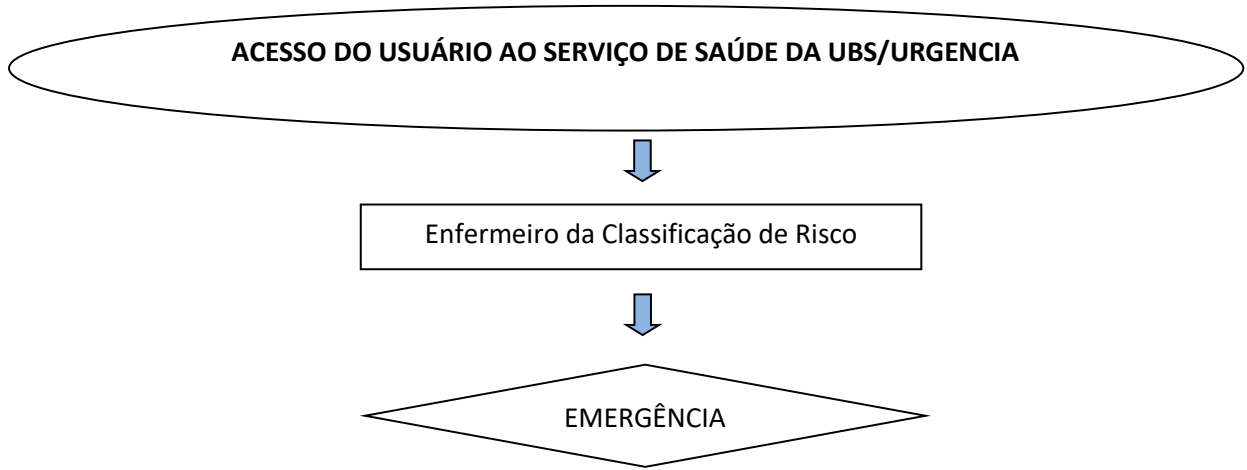 ACESSO DO USUÁRIO AO SERVIÇO DE SAÚDE DA UBS/URGENCIA
Enfermeiro da Classificação de Risco
EMERGÊNCIA